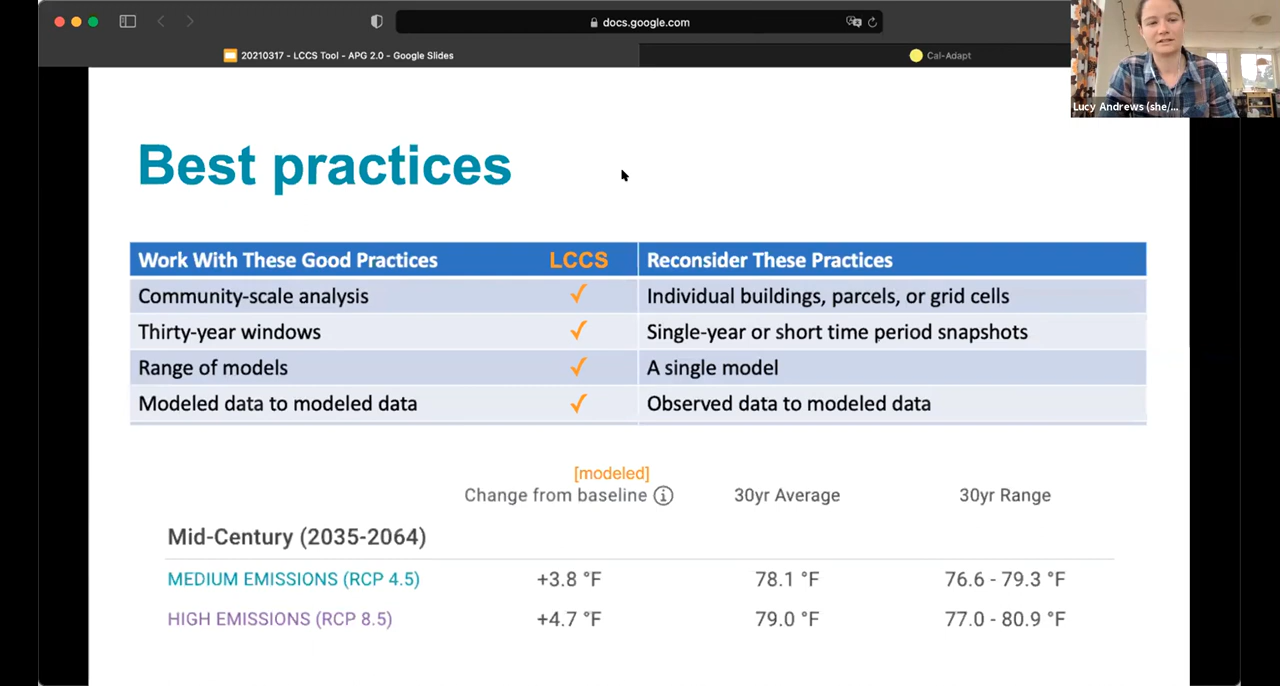 docs.google.com
20210317 - LCCS Tool - APG 2.0 - Google Slides
Cal-Adapt
Lucy Andrews (she/...
Best practices
Work With These Good Practices LCCS Reconsider These Practices
Community-scale analysis ✓ Individual buildings, parcels, or grid cells
Thirty-year windows ✓ Single-year or short time period snapshots
Range of models ✓ A single model
Modeled data to modeled data ✓ Observed data to modeled data
[modeled]
Change from baseline 30yr Average 30yr Range
Mid-Century (2035-2064)
MEDIUM EMISSIONS (RCP 4.5) +3.8 °F 78.1 °F 76.6 - 79.3 °F
HIGH EMISSIONS (RCP 8.5) +4.7 °F 79.0 °F 77.0 - 80.9 °F